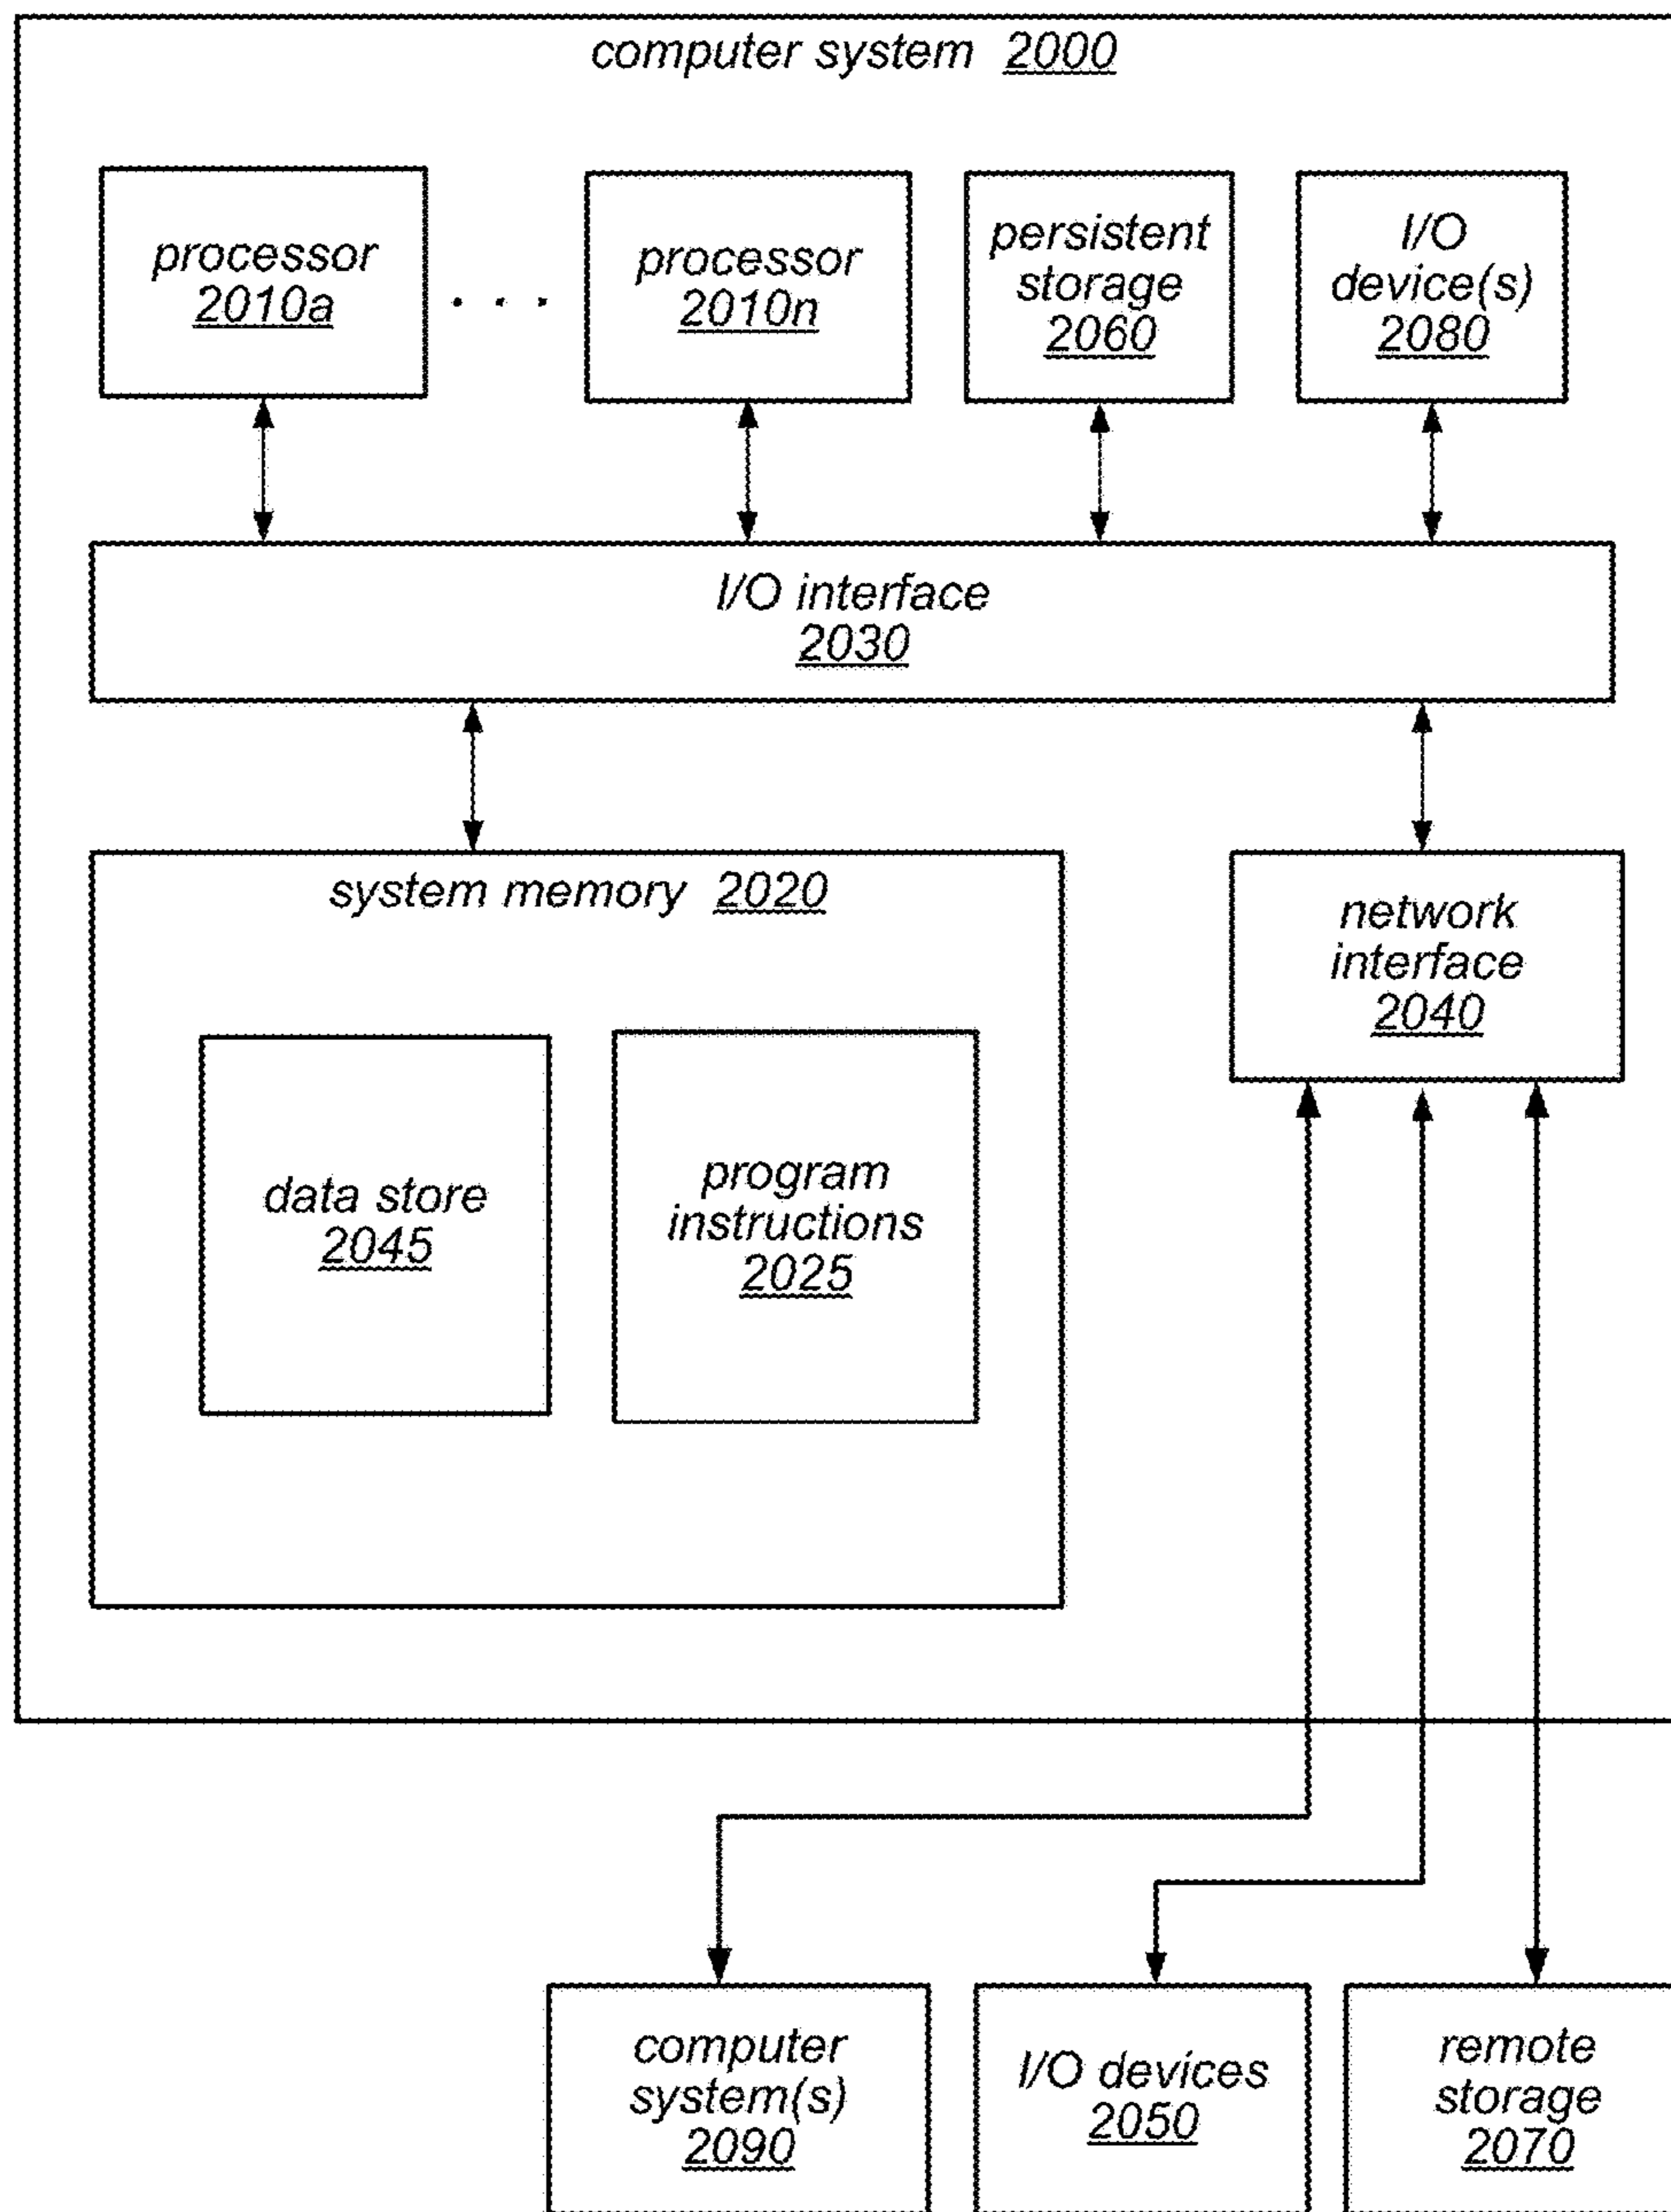 computer system 2000
processor
2010a
. . .
processor
2010n
persistent
storage
2060
I/O
device(s)
2080
I/O interface
2030
system memory 2020
network
interface
2040
data store
2045
program
instructions
2025
computer
system(s)
2090
I/O devices
2050
remote
storage
2070